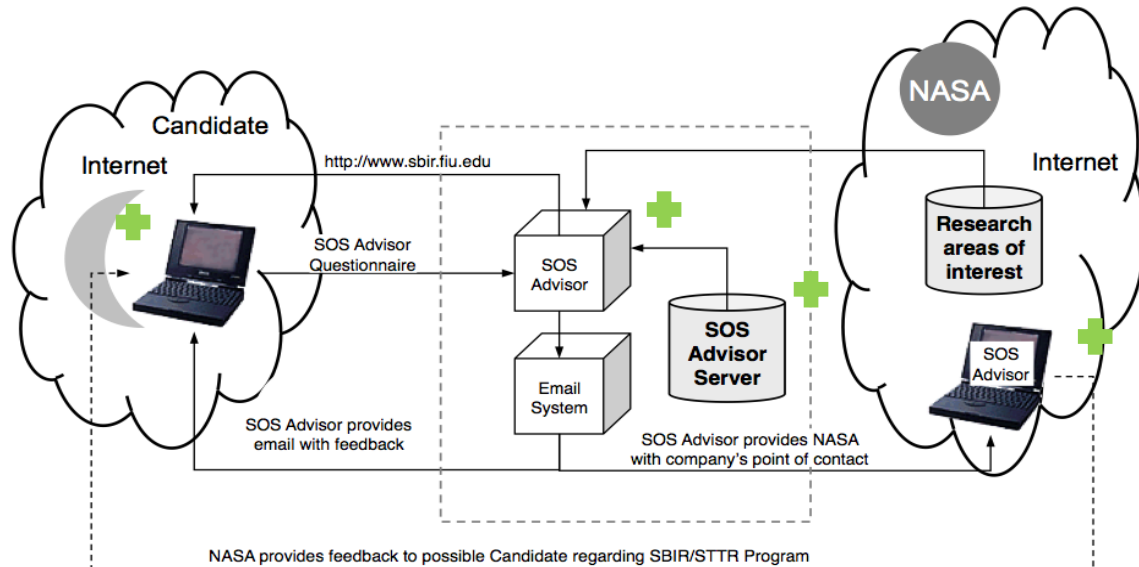 NASA
Candidate
Internet
http://www.sbir.fiu.edu
Internet
Research
areas of
interest
SOS Advisor
Questionnaire
SOS
Advisor
SOS
Advisor
Server
SOS
Advisor
Email
System
SOS Advisor provides
email with feedback
SOS Advisor provides NASA
with company's point of contact
NASA provides feedback to possible Candidate regarding SBIR/STTR Program